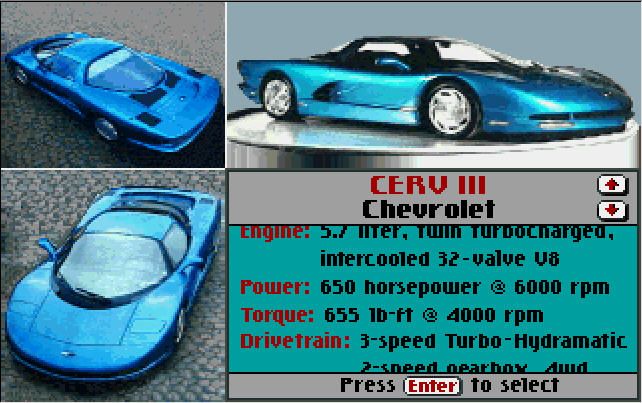 CERV III
Chevrolet
Engine: 5.7 liter, twin turbocharged,
intercooled 32-valve V8
Power: 650 horsepower @ 6000 rpm
Torque: 655 lb-ft @ 4000 rpm
Drivetrain: 3-speed Turbo-Hydramatic
2-speed gearbox, 4wd
Press Enter to select